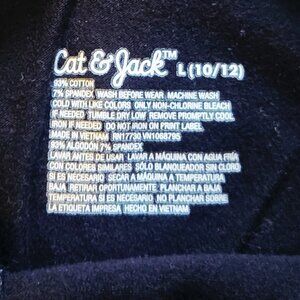 Cat & Jack™ L (10/12)
93% COTTON
7% SPANDEX WASH BEFORE WEAR MACHINE WASH
COLD WITH LIKE COLORS ONLY NON-CHLORINE BLEACH
IF NEEDED TUMBLE DRY LOW REMOVE PROMPTLY COOL
IRON IF NEEDED DO NOT IRON ON PRINT LABEL
MADE IN VIETNAM RN17730 VN1068795
93% ALGODÓN 7% SPANDEX
LAVAR ANTES DE USAR LAVAR A MÁQUINA CON AGUA FRÍA
CON COLORES SIMILARES SÓLO BLANQUEADOR SIN CLORO
SI ES NECESARIO SECAR A MÁQUINA A TEMPERATURA
BAJA RETIRAR OPORTUNAMENTE PLANCHAR A BAJA
TEMPERATURA SI ES NECESARIO NO PLANCHAR SOBRE
LA ETIQUETA IMPRESA HECHO EN VIETNAM